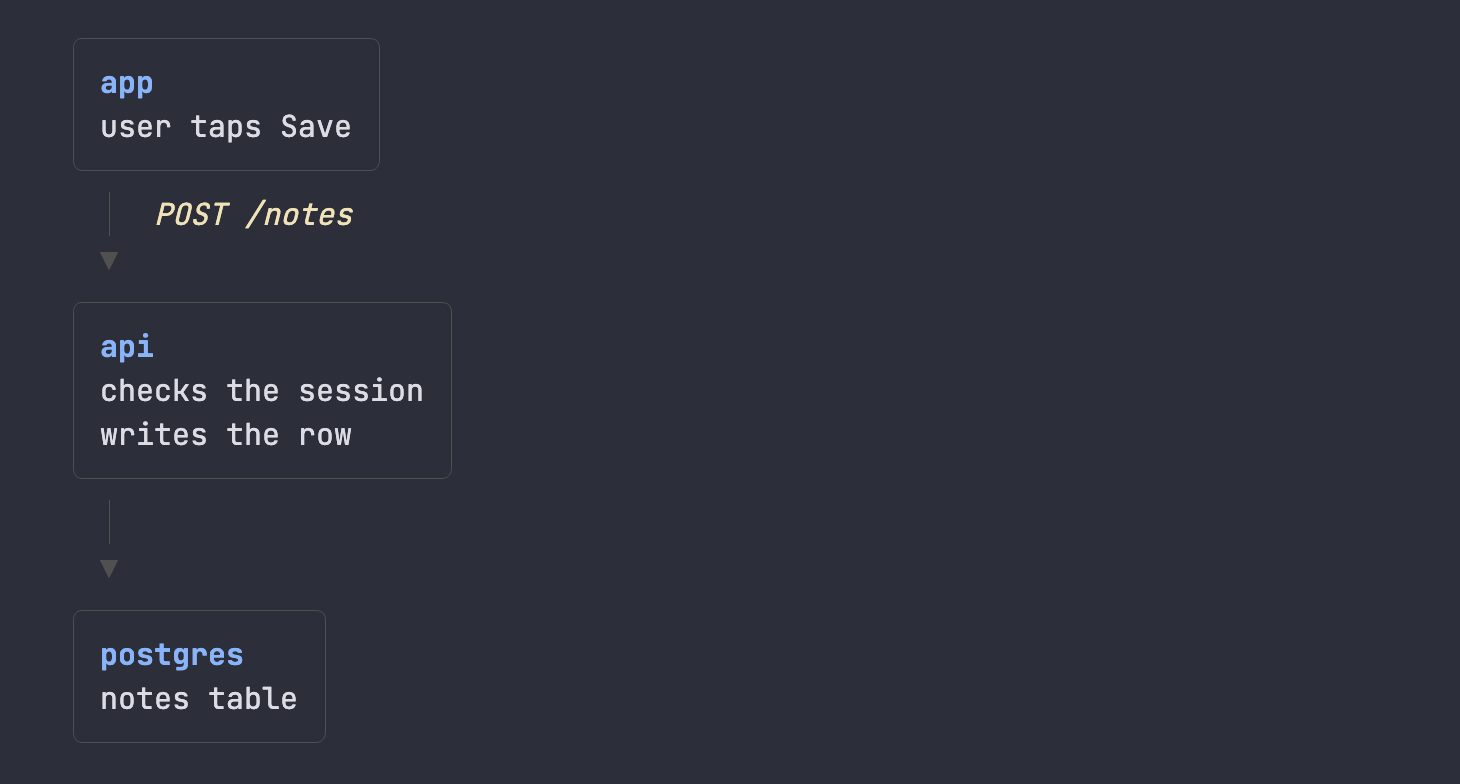 app
user taps Save
POST /notes
api
checks the session
writes the row
postgres
notes table